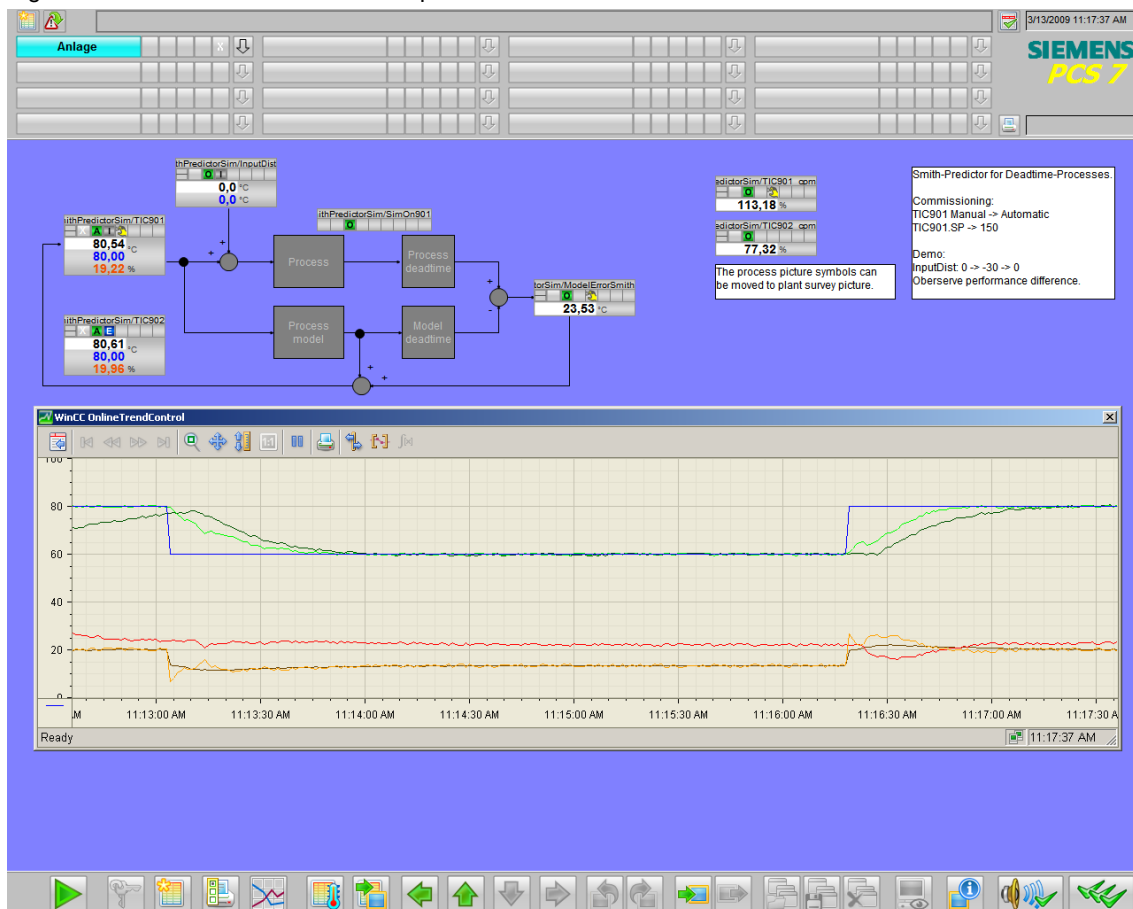 3/13/2009 11:17:37 AM
Anlage
X
SIEMENS
PCS 7
thPredictorSim/InputDist
O I
0,0 °C
0,0 °C
ithPredictorSim/TIC901
X A I
80,54 °C
80,00
19,22 %
ithPredictorSim/SimOn901
O
Process
Process
deadtime
Process
model
Model
deadtime
torSim/ModelErrorSmith
O
23,53 °C
ithPredictorSim/TIC902
X A E
80,61 °C
80,00
19,96 %
edictorSim/TIC901_cpm
O
113,18 %
edictorSim/TIC902_cpm
O
77,32 %
The process picture symbols can
be moved to plant survey picture.
Smith-Predictor for Deadtime-Processes.
Commissioning:
TIC901 Manual -> Automatic
TIC901.SP -> 150
Demo:
InputDist: 0 -> -30 -> 0
Oberserve performance difference.
WinCC OnlineTrendControl
100
80
60
40
20
0
M 11:13:00 AM 11:13:30 AM 11:14:00 AM 11:14:30 AM 11:15:00 AM 11:15:30 AM 11:16:00 AM 11:16:30 AM 11:17:00 AM 11:17:30 A
Ready
11:17:37 AM